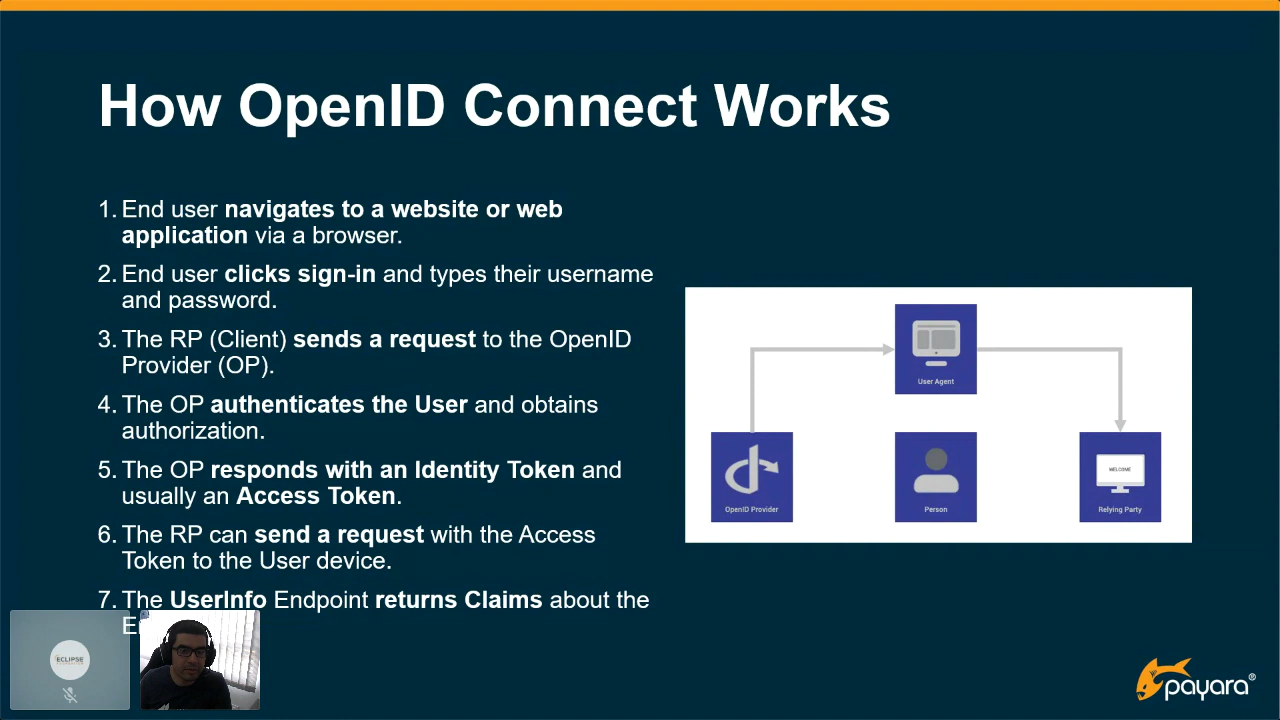 How OpenID Connect Works
1. End user navigates to a website or web
application via a browser.
2. End user clicks sign-in and types their username
and password.
3. The RP (Client) sends a request to the OpenID
Provider (OP).
4. The OP authenticates the User and obtains
authorization.
5. The OP responds with an Identity Token and
usually an Access Token.
6. The RP can send a request with the Access
Token to the User device.
7. The UserInfo Endpoint returns Claims about the
User Agent
OpenID Provider
Person
WELCOME
Relying Party
ECLIPSE
payara®